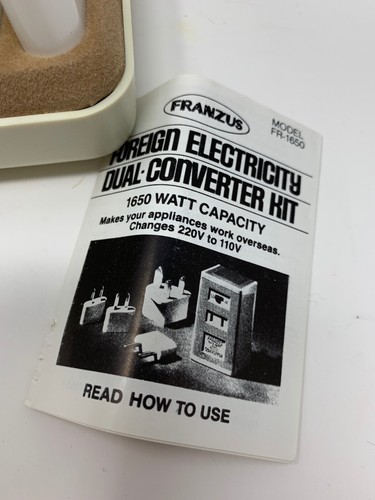 FRANZUS
MODEL
FR-1650
FOREIGN ELECTRICITY
DUAL-CONVERTER KIT
1650 WATT CAPACITY
Makes your appliances work overseas.
Changes 220V to 110V
READ HOW TO USE